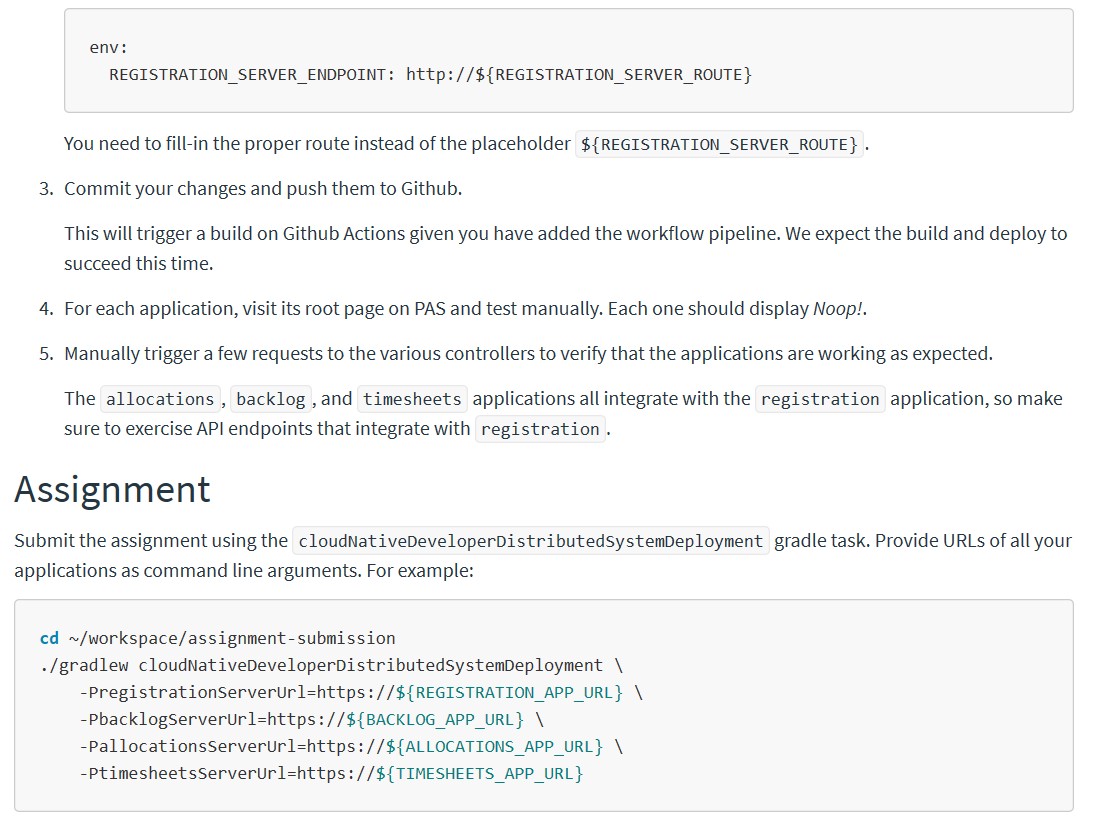 env:
  REGISTRATION_SERVER_ENDPOINT: http://${REGISTRATION_SERVER_ROUTE}
You need to fill-in the proper route instead of the placeholder ${REGISTRATION_SERVER_ROUTE}.
3. Commit your changes and push them to Github.
This will trigger a build on Github Actions given you have added the workflow pipeline. We expect the build and deploy to
succeed this time.
4. For each application, visit its root page on PAS and test manually. Each one should display Noop!.
5. Manually trigger a few requests to the various controllers to verify that the applications are working as expected.
The allocations, backlog, and timesheets applications all integrate with the registration application, so make
sure to exercise API endpoints that integrate with registration.
Assignment
Submit the assignment using the cloudNativeDeveloperDistributedSystemDeployment gradle task. Provide URLs of all your
applications as command line arguments. For example:
cd ~/workspace/assignment-submission
./gradlew cloudNativeDeveloperDistributedSystemDeployment \
    -PregistrationServerUrl=https://${REGISTRATION_APP_URL} \
    -PbacklogServerUrl=https://${BACKLOG_APP_URL} \
    -PallocationsServerUrl=https://${ALLOCATIONS_APP_URL} \
    -PtimesheetsServerUrl=https://${TIMESHEETS_APP_URL}